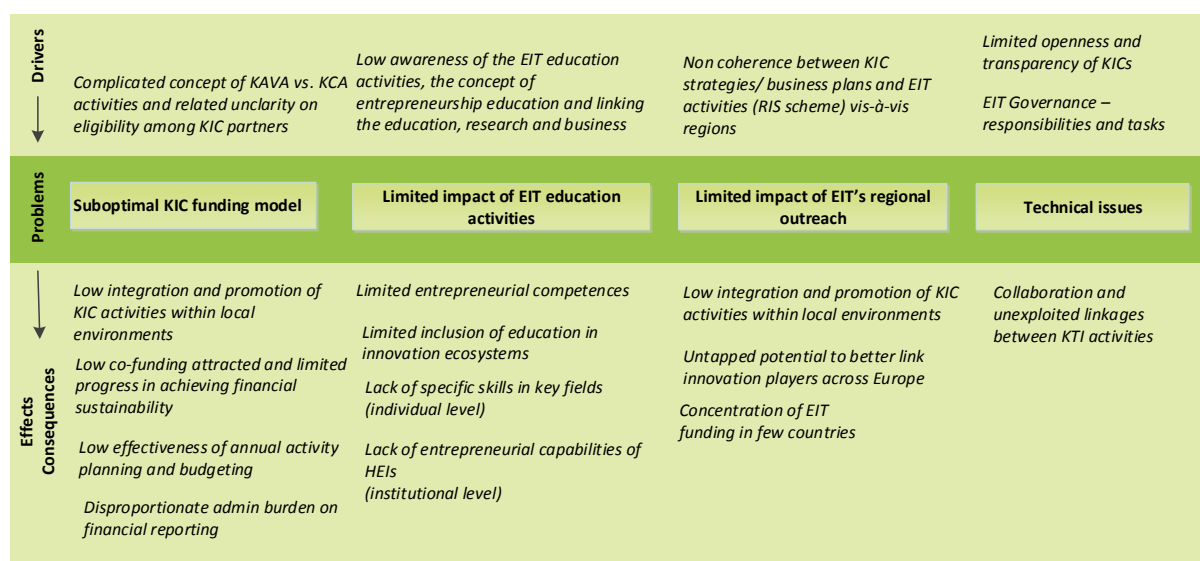 Drivers
Complicated concept of KAVA vs. KCA
activities and related unclarity on
eligibility among KIC partners
Low awareness of the EIT education
activities, the concept of
entrepreneurship education and linking
the education, research and business
Non coherence between KIC
strategies/ business plans and EIT
activities (RIS scheme) vis-à-vis
regions
Limited openness and
transparency of KICs
EIT Governance –
responsibilities and tasks
Problems
Suboptimal KIC funding model
Limited impact of EIT education
activities
Limited impact of EIT’s regional
outreach
Technical issues
Effects
Consequences
Low integration and promotion of
KIC activities within local
environments
Low co-funding attracted and limited
progress in achieving financial
sustainability
Low effectiveness of annual activity
planning and budgeting
Disproportionate admin burden on
financial reporting
Limited entrepreneurial competences
Limited inclusion of education in
innovation ecosystems
Lack of specific skills in key fields
(individual level)
Lack of entrepreneurial capabilities of
HEIs
(institutional level)
Low integration and promotion of KIC
activities within local environments
Untapped potential to better link
innovation players across Europe
Concentration of EIT
funding in few countries
Collaboration and
unexploited linkages
between KTI activities